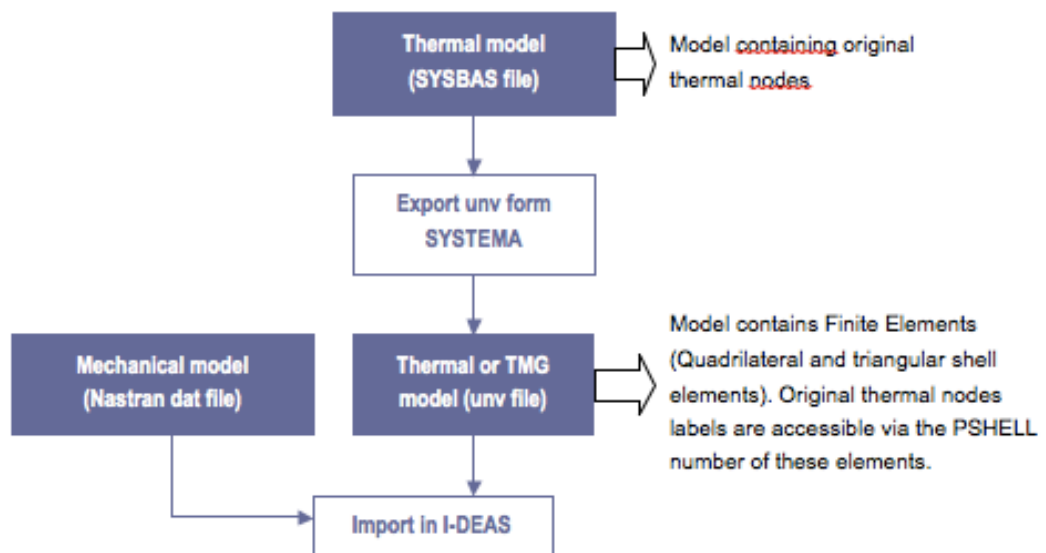 Thermal model
(SYSBAS file)
Model containing original
thermal nodes
Export unv form
SYSTEMA
Mechanical model
(Nastran dat file)
Thermal or TMG
model (unv file)
Model contains Finite Elements
(Quadrilateral and triangular shell
elements). Original thermal nodes
labels are accessible via the PSHELL
number of these elements.
Import in I-DEAS